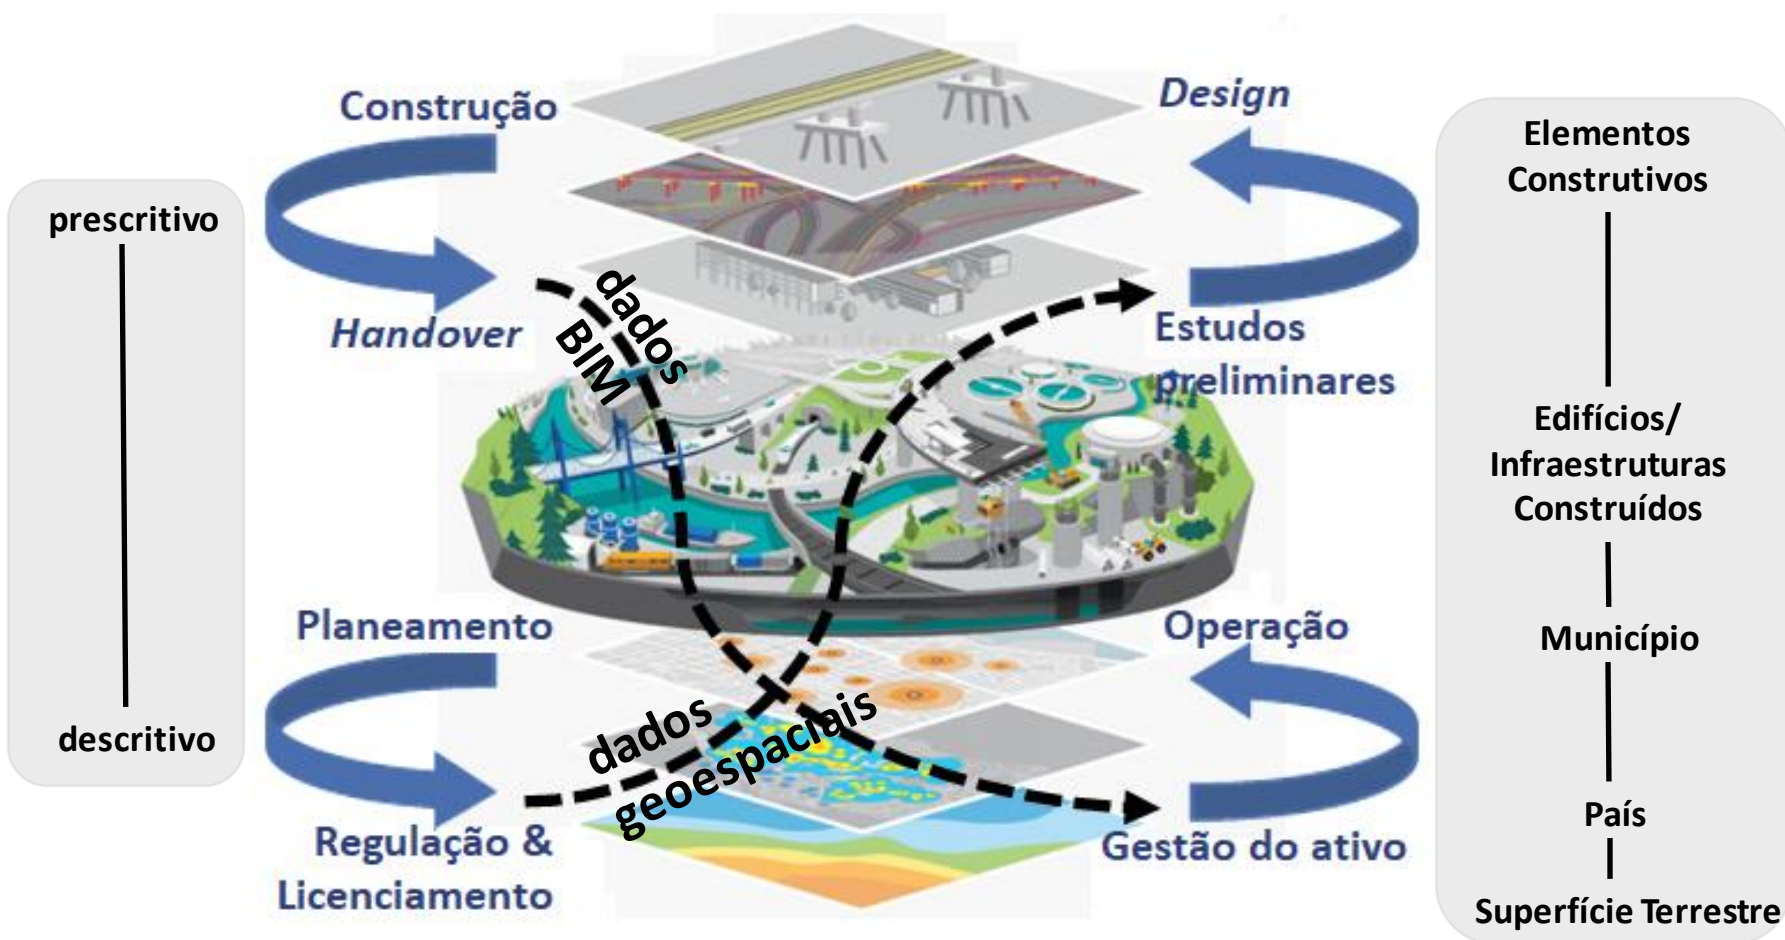 Construção
Design
Elementos
Construtivos
prescritivo
Handover
dados
BIM
Estudos
preliminares
Edifícios/
Infraestruturas
Construídos
Planeamento
Operação
Município
descritivo
dados
geoespaciais
Regulação &
Licenciamento
Gestão do ativo
País
Superfície Terrestre